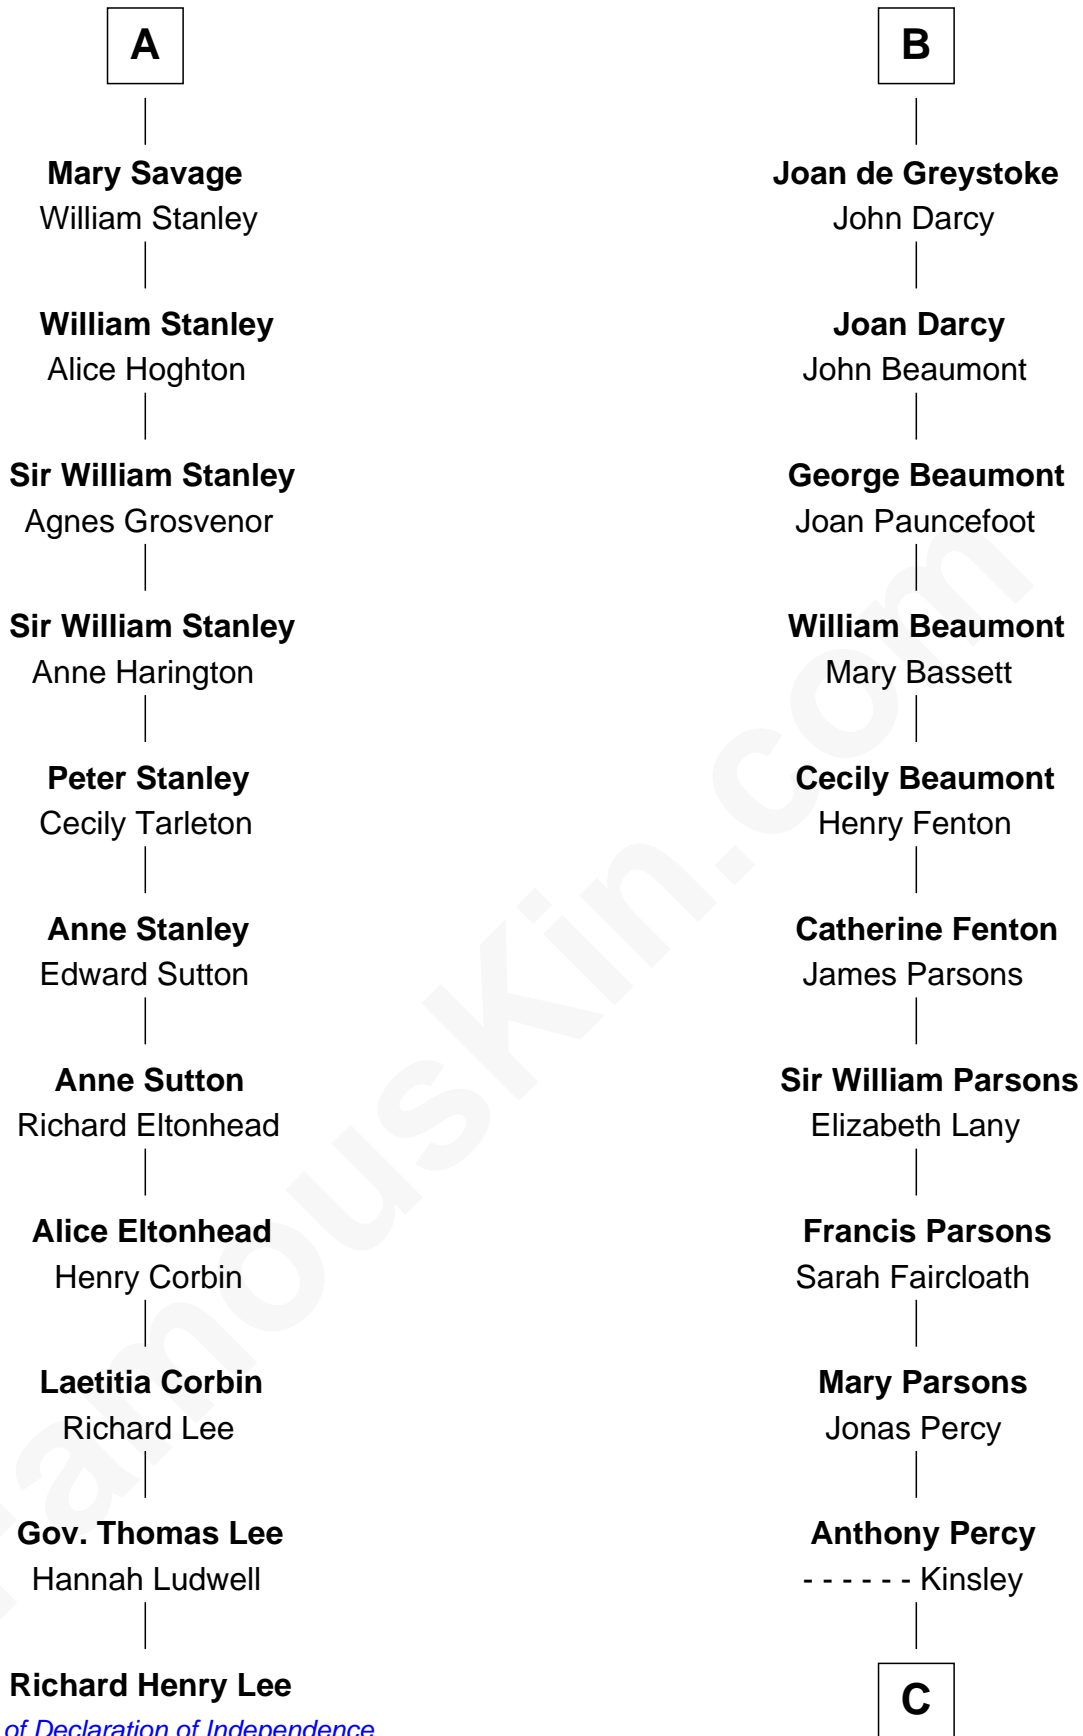 A
Mary Savage
William Stanley
William Stanley
Alice Hoghton
Sir William Stanley
Agnes Grosvenor
Sir William Stanley
Anne Harington
Peter Stanley
Cecily Tarleton
Anne Stanley
Edward Sutton
Anne Sutton
Richard Eltonhead
Alice Eltonhead
Henry Corbin
Laetitia Corbin
Richard Lee
Gov. Thomas Lee
Hannah Ludwell
Richard Henry Lee
of Declaration of Independence
B
Joan de Greystoke
John Darcy
Joan Darcy
John Beaumont
George Beaumont
Joan Pauncefoot
William Beaumont
Mary Bassett
Cecily Beaumont
Henry Fenton
Catherine Fenton
James Parsons
Sir William Parsons
Elizabeth Lany
Francis Parsons
Sarah Faircloath
Mary Parsons
Jonas Percy
Anthony Percy
- - - - - - Kinsley
C
FamousKin.com